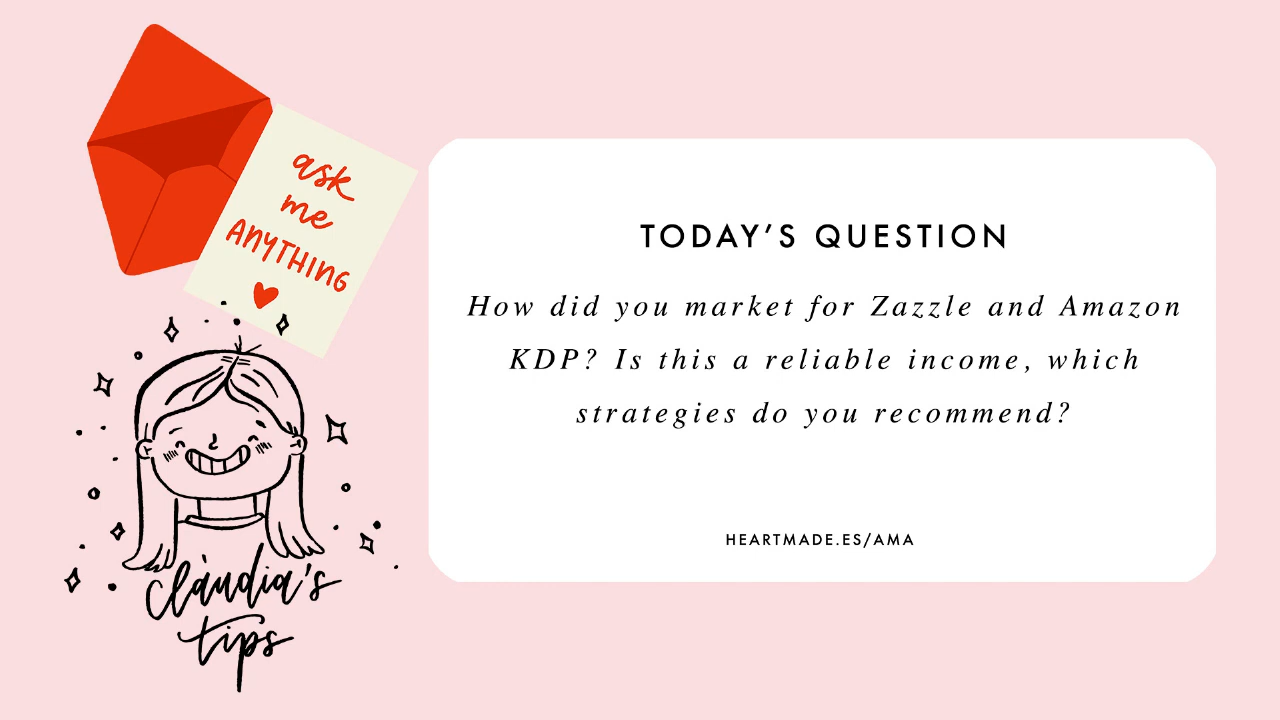 ask
me
ANYTHING
TODAY’S QUESTION
How did you market for Zazzle and Amazon
KDP? Is this a reliable income, which
strategies do you recommend?
HEARTMADE.ES/AMA
Clàudia's
tips